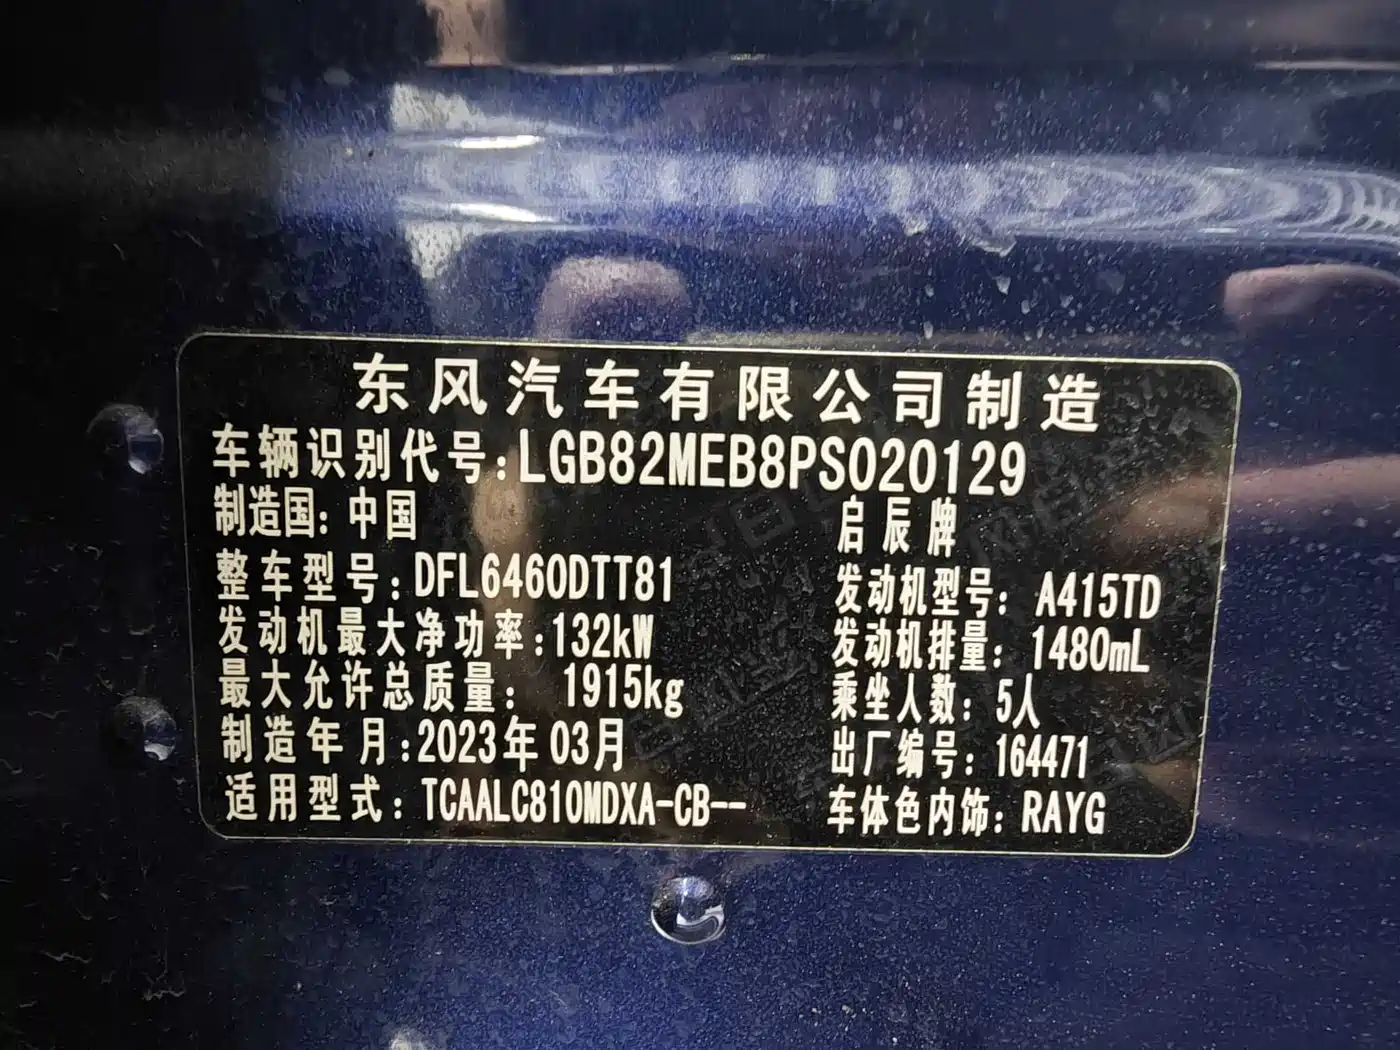 东风汽车有限公司制造
车辆识别代号:LGB82MEB8PS020129
制造国: 中国 启辰牌
整车型号: DFL6460DTT81 发动机型号: A415TD
发动机最大净功率:132kW 发动机排量: 1480mL
最大允许总质量: 1915kg 乘坐人数: 5人
制造年月:2023年03月 出厂编号: 164471
适用型式: TCAALC810MDXA-CB-- 车体色内饰: RAYG